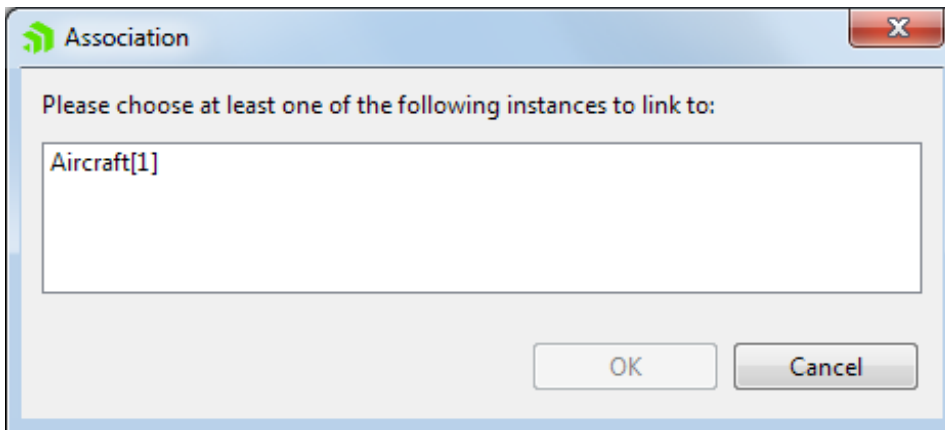 Association
Please choose at least one of the following instances to link to:
Aircraft[1]
OK
Cancel